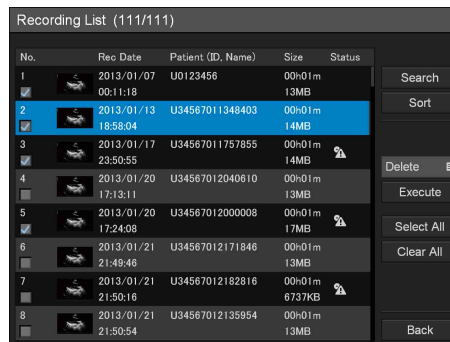 Recording List (111/111)
No. Rec Date Patient (ID, Name) Size Status
1 2013/01/07 U0123456 00h01m
00:11:18 13MB
2 2013/01/13 U34567011348403 00h01m
18:58:04 14MB
3 2013/01/17 U34567011757855 00h01m
23:50:55 14MB
4 2013/01/20 U34567012040610 00h01m
17:13:11 13MB
5 2013/01/20 U34567012000008 00h01m
17:24:08 17MB
6 2013/01/21 U34567012171846 00h01m
21:49:46 13MB
7 2013/01/21 U34567012182816 00h01m
21:50:16 6737KB
8 2013/01/21 U34567012135954 00h01m
21:50:54 13MB
Search
Sort
Delete
Execute
Select All
Clear All
Back